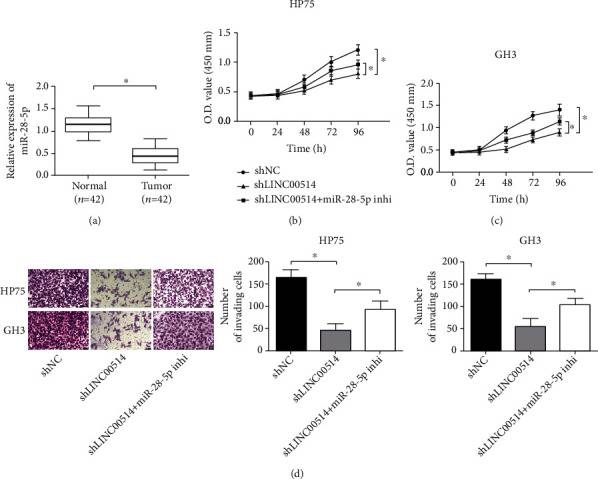 Relative expression of
miR-28-5p
2.0
1.5
1.0
0.5
0.0
*
Normal
(n=42)
Tumor
(n=42)
(a)
HP75
O.D. value (450 mm)
1.5
1.0
0.5
0.0
0
24
48
72
96
* *
Time (h)
shNC
shLINC00514
shLINC00514+miR-28-5p inhi
(b)
GH3
O.D. value (450 mm)
2.0
1.5
1.0
0.5
0.0
0
24
48
72
96
* *
Time (h)
(c)
HP75
GH3
shNC
shLINC00514
shLINC00514+miR-28-5p inhi
HP75
Number
of invading cells
200
150
100
50
0
*
*
shNC
shLINC00514
shLINC00514+miR-28-5p inhi
GH3
Number
of invading cells
200
150
100
50
0
*
*
shNC
shLINC00514
shLINC00514+miR-28-5p inhi
(d)